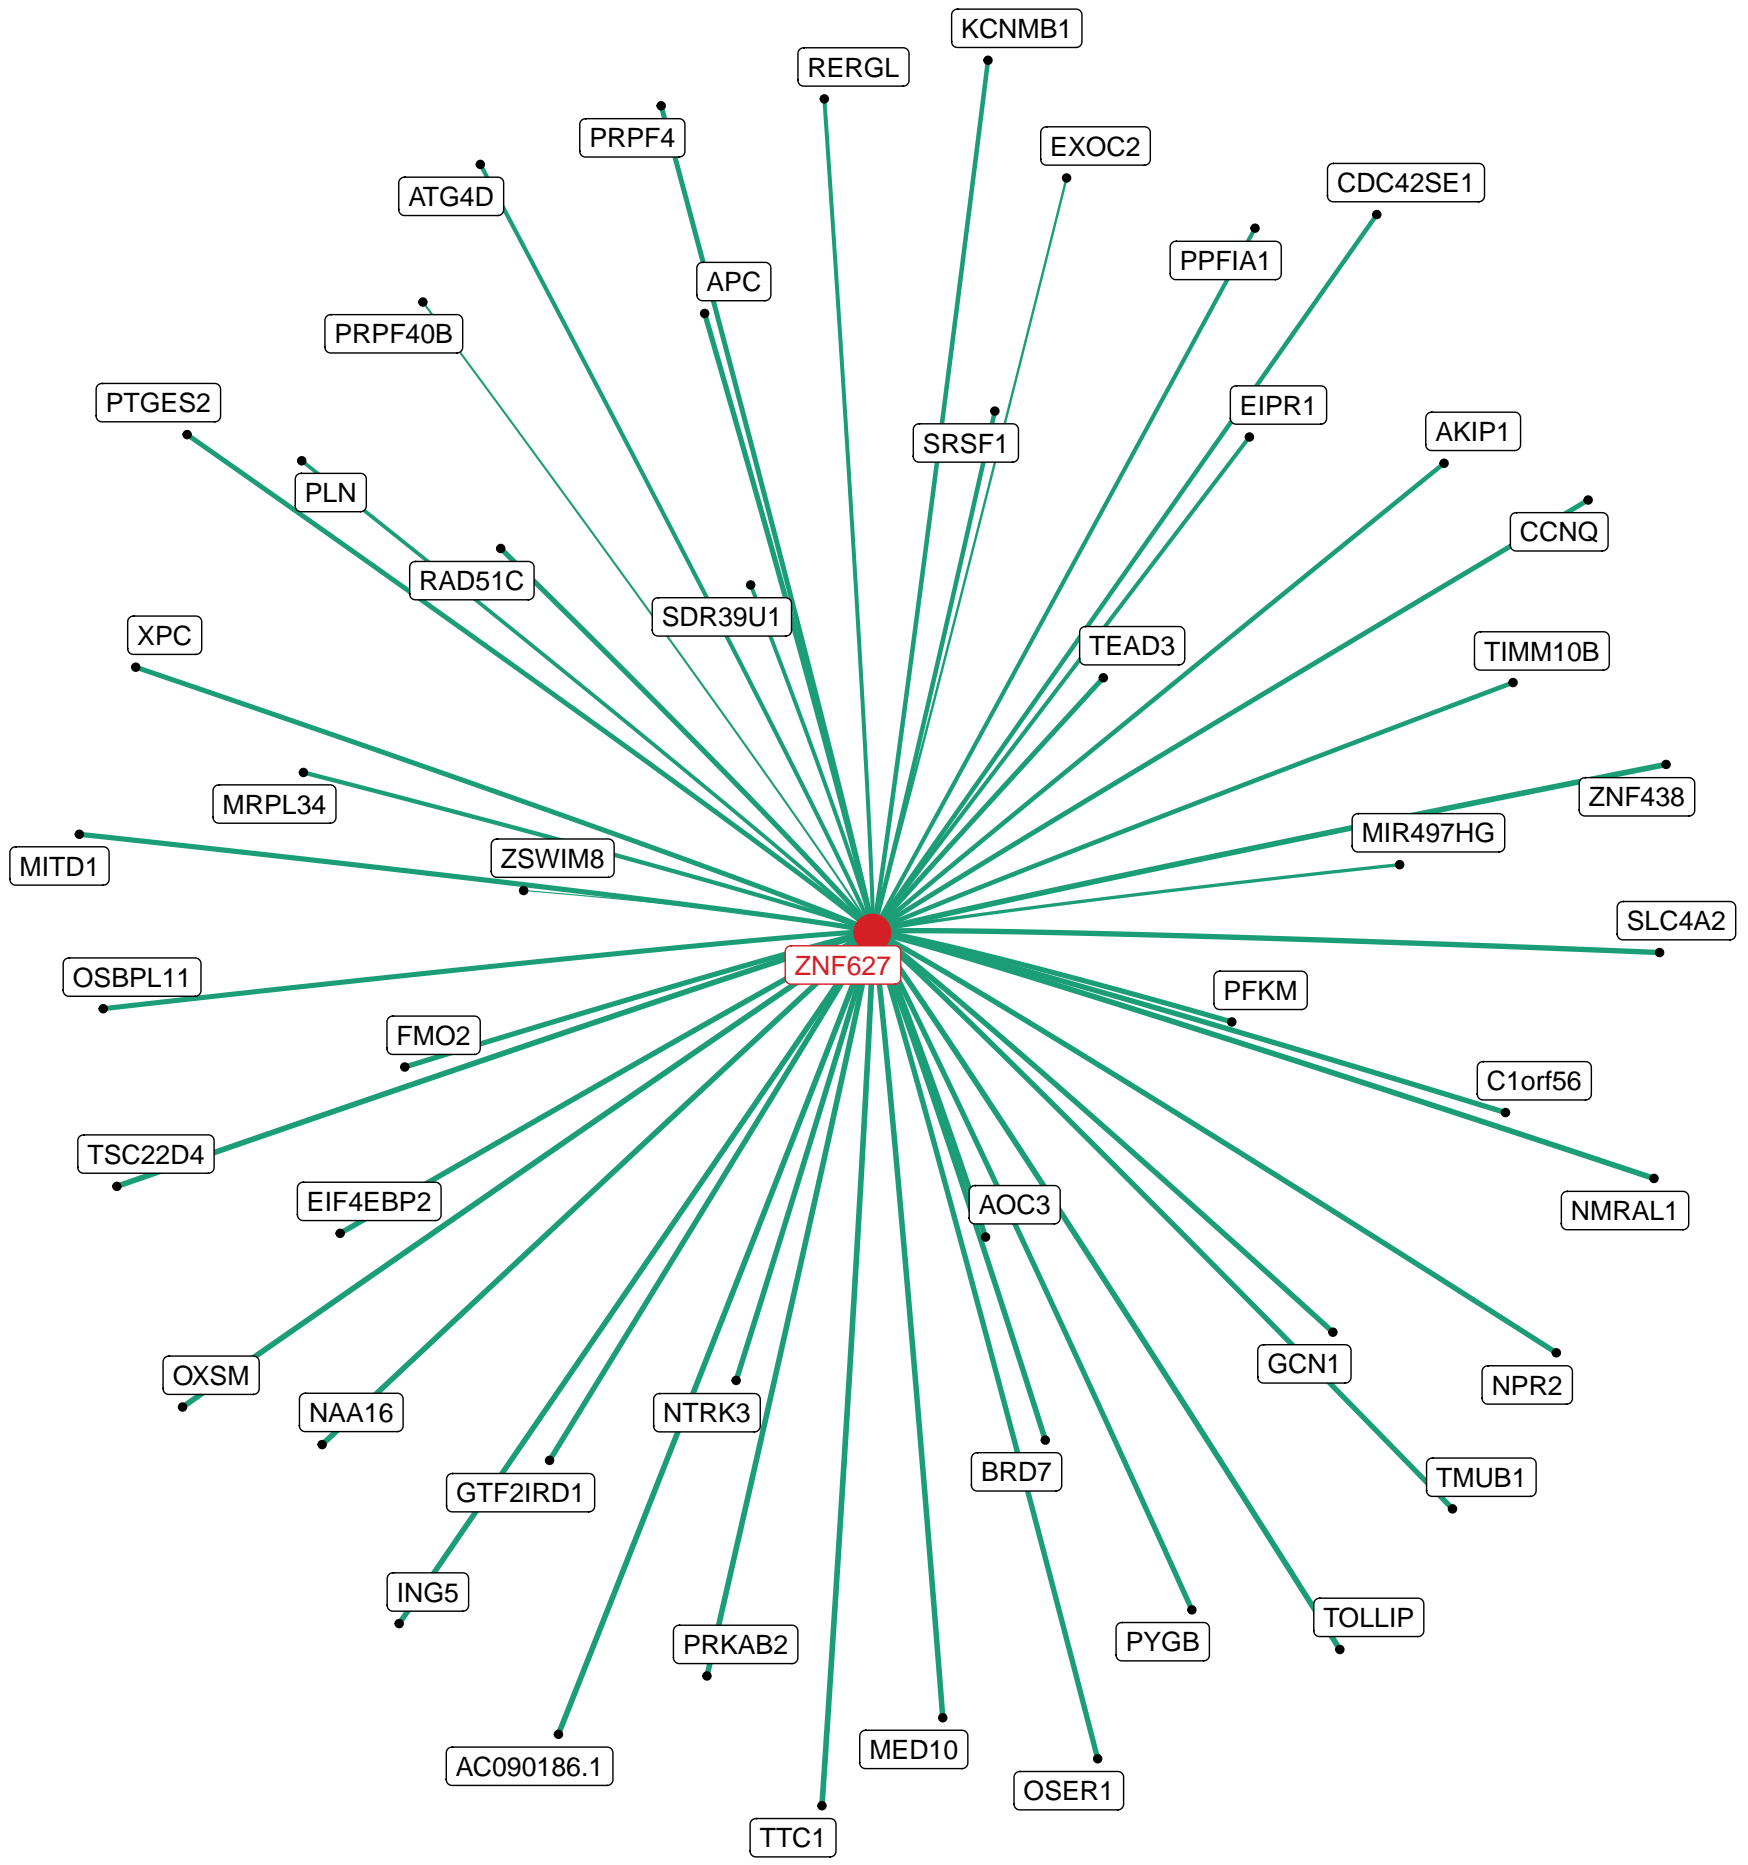 KCNMB1
RERGL
PRPF4
EXOC2
CDC42SE1
ATG4D
PPFIA1
APC
PRPF40B
PTGES2
EIPR1
AKIP1
SRSF1
PLN
CCNQ
RAD51C
SDR39U1
XPC
TEAD3
TIMM10B
ZNF438
MRPL34
MIR497HG
ZSWIM8
MITD1
SLC4A2
ZNF627
OSBPL11
PFKM
FMO2
C1orf56
TSC22D4
EIF4EBP2
AOC3
NMRAL1
GCN1
OXSM
NPR2
NAA16
NTRK3
BRD7
TMUB1
GTF2IRD1
ING5
TOLLIP
PYGB
PRKAB2
MED10
AC090186.1
OSER1
TTC1